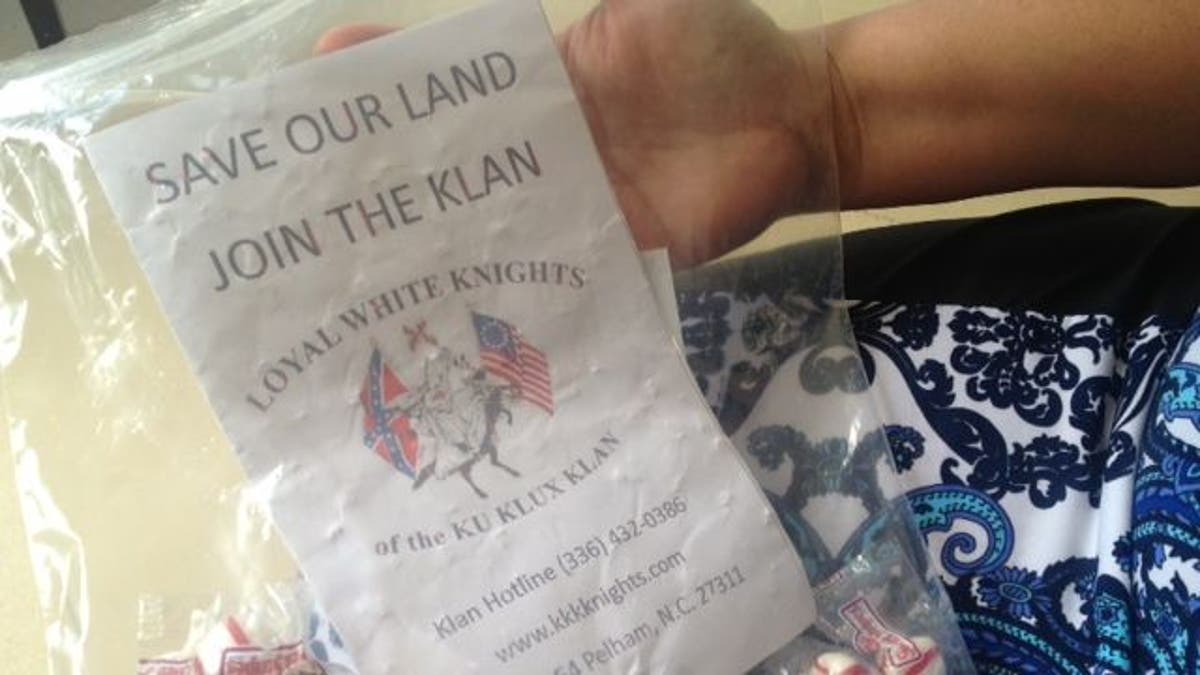 SAVE OUR LAND
JOIN THE KLAN
LOYAL WHITE KNIGHTS
of the KU KLUX KLAN
Klan Hotline (336) 432-0386
www.kkkknights.com
54 Pelham, N.C. 27311